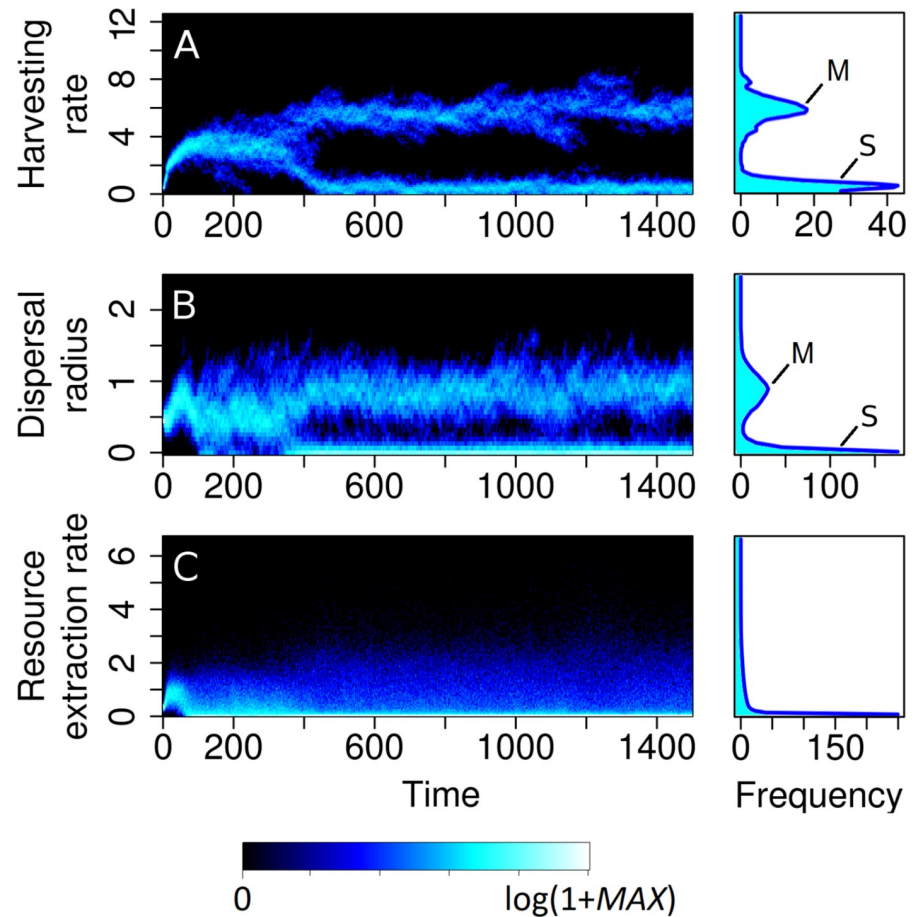 Harvesting
rate
12
8
4
0
A
0 200 600 1000 1400
M
S
0 20 40
Dispersal
radius
2
1
0
B
0 200 600 1000 1400
M
S
0 100
Resource
extraction rate
6
4
2
0
C
0 200 600 1000 1400
0 150
Time
Frequency
0
log(1+MAX)